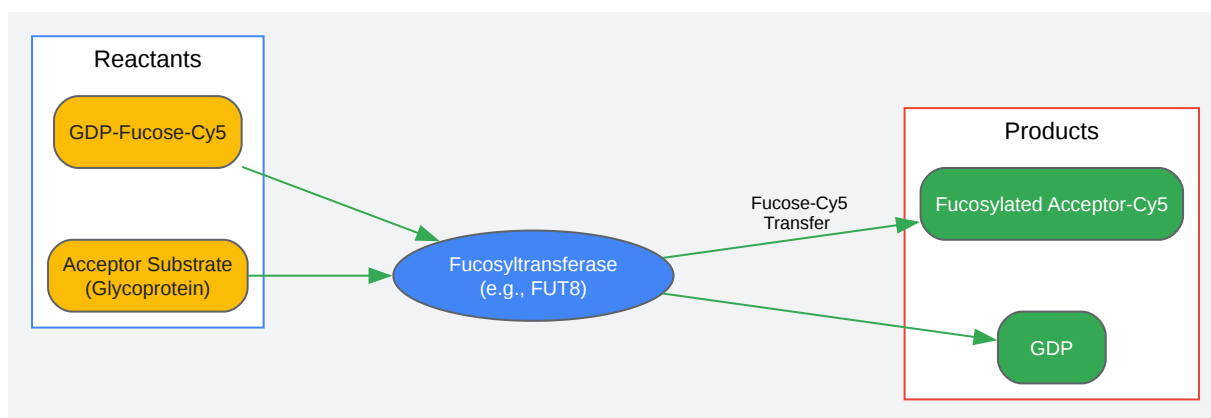 Reactants
GDP-Fucose-Cy5
Acceptor Substrate
(Glycoprotein)
Fucosyltransferase
(e.g., FUT8)
Fucose-Cy5
Transfer
Products
Fucosylated Acceptor-Cy5
GDP